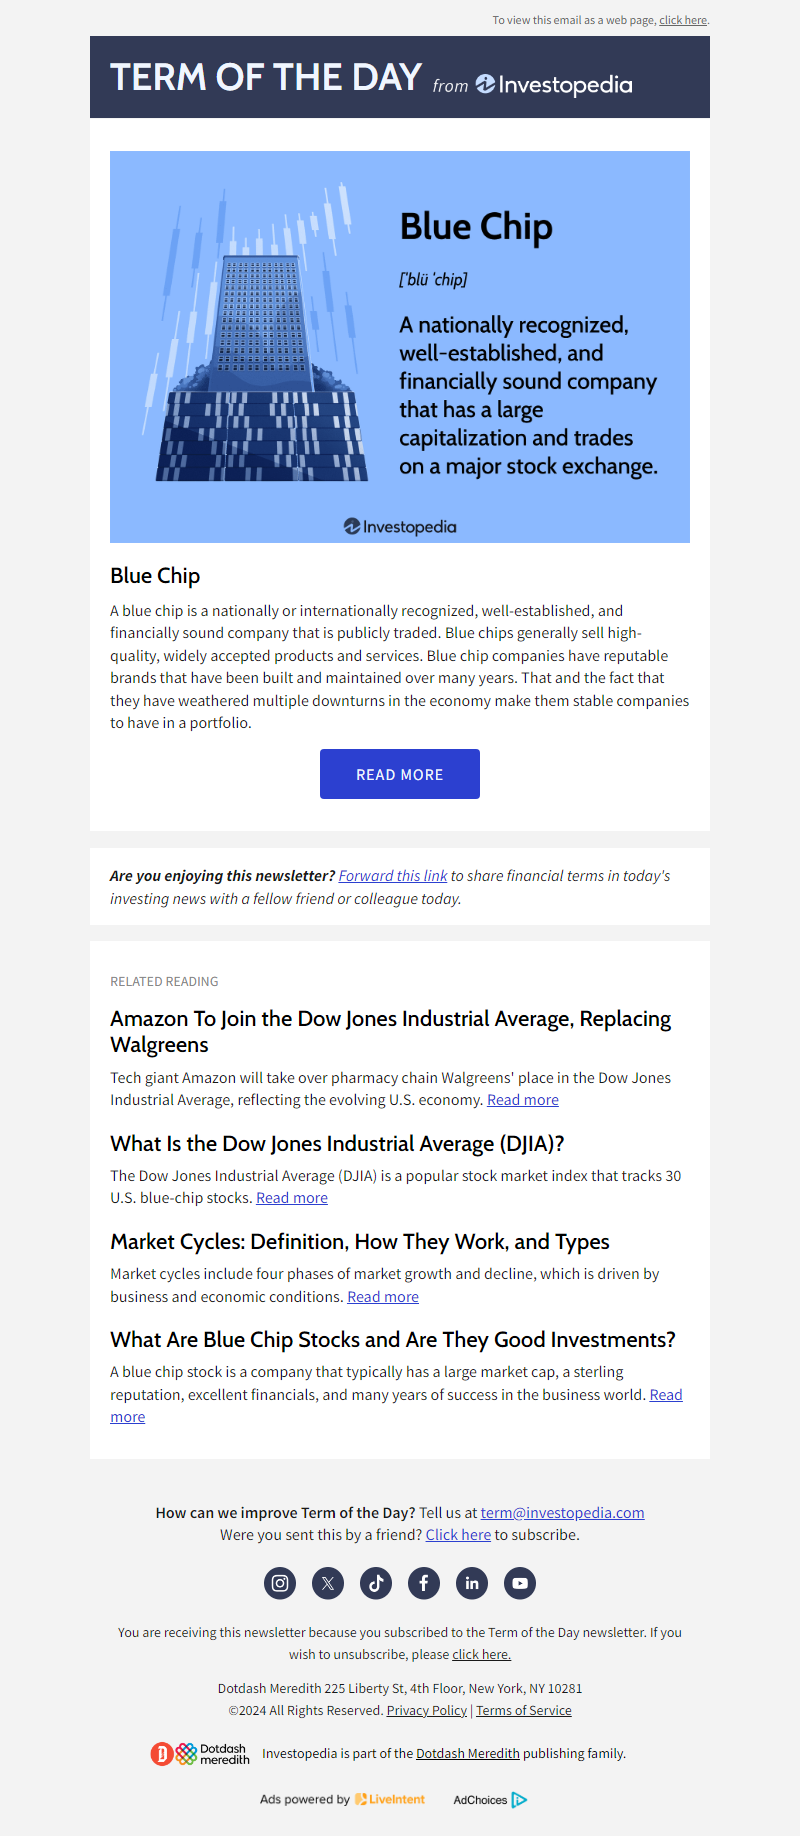 To view this email as a web page, click here.
TERM OF THE DAY from Investopedia
Blue Chip
['blü 'chip]
A nationally recognized,
well-established, and
financially sound company
that has a large
capitalization and trades
on a major stock exchange.
Investopedia
Blue Chip
A blue chip is a nationally or internationally recognized, well-established, and
financially sound company that is publicly traded. Blue chips generally sell high-
quality, widely accepted products and services. Blue chip companies have reputable
brands that have been built and maintained over many years. That and the fact that
they have weathered multiple downturns in the economy make them stable companies
to have in a portfolio.
READ MORE
Are you enjoying this newsletter? Forward this link to share financial terms in today's
investing news with a fellow friend or colleague today.
RELATED READING
Amazon To Join the Dow Jones Industrial Average, Replacing
Walgreens
Tech giant Amazon will take over pharmacy chain Walgreens' place in the Dow Jones
Industrial Average, reflecting the evolving U.S. economy. Read more
What Is the Dow Jones Industrial Average (DJIA)?
The Dow Jones Industrial Average (DJIA) is a popular stock market index that tracks 30
U.S. blue-chip stocks. Read more
Market Cycles: Definition, How They Work, and Types
Market cycles include four phases of market growth and decline, which is driven by
business and economic conditions. Read more
What Are Blue Chip Stocks and Are They Good Investments?
A blue chip stock is a company that typically has a large market cap, a sterling
reputation, excellent financials, and many years of success in the business world. Read
more
How can we improve Term of the Day? Tell us at term@investopedia.com
Were you sent this by a friend? Click here to subscribe.
You are receiving this newsletter because you subscribed to the Term of the Day newsletter. If you
wish to unsubscribe, please click here.
Dotdash Meredith 225 Liberty St, 4th Floor, New York, NY 10281
©2024 All Rights Reserved. Privacy Policy | Terms of Service
Dotdash
meredith
Investopedia is part of the Dotdash Meredith publishing family.
Ads powered by LiveIntent AdChoices